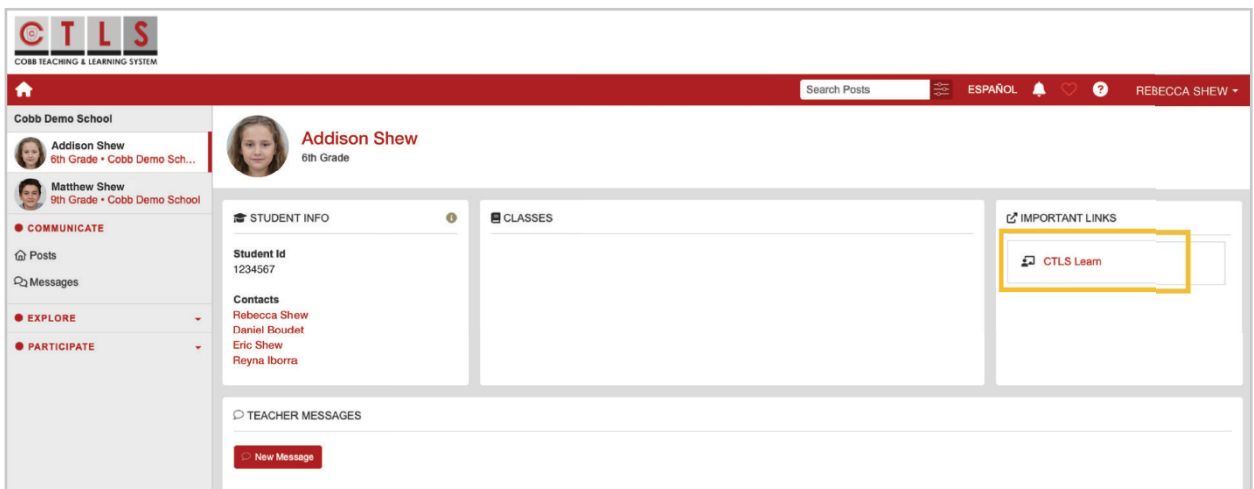 CTLS
COBB TEACHING & LEARNING SYSTEM
Search Posts
ESPAÑOL
REBECCA SHEW
Cobb Demo School
Addison Shew
6th Grade • Cobb Demo Sch...
Matthew Shew
9th Grade • Cobb Demo School
COMMUNICATE
Posts
Messages
EXPLORE
PARTICIPATE
Addison Shew
6th Grade
STUDENT INFO
Student Id
1234567
Contacts
Rebecca Shew
Daniel Boudet
Eric Shew
Reyna Iborra
CLASSES
IMPORTANT LINKS
CTLS Learn
TEACHER MESSAGES
New Message